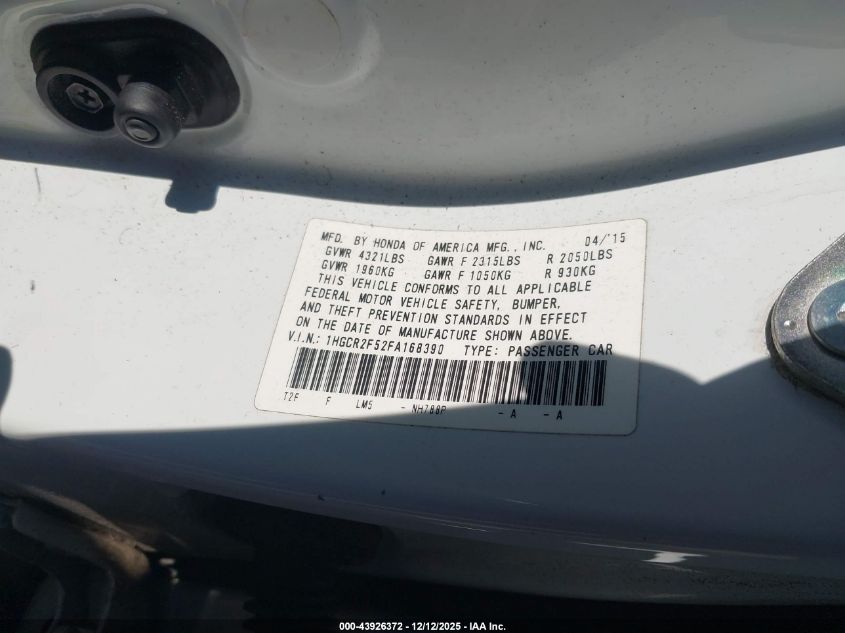 MFD. BY HONDA OF AMERICA MFG., INC. 04/'15
GVWR 4321LBS GAWR F 2315LBS R 2050LBS
GVWR 1960KG GAWR F 1050KG R 930KG
THIS VEHICLE CONFORMS TO ALL APPLICABLE
FEDERAL MOTOR VEHICLE SAFETY, BUMPER,
AND THEFT PREVENTION STANDARDS IN EFFECT
ON THE DATE OF MANUFACTURE SHOWN ABOVE.
V.I.N.: 1HGCR2F52FA168390 TYPE: PASSENGER CAR
T2F F LM5 - NH788P - A - A
000-43926372 — 12/12/2025 — IAA Inc.